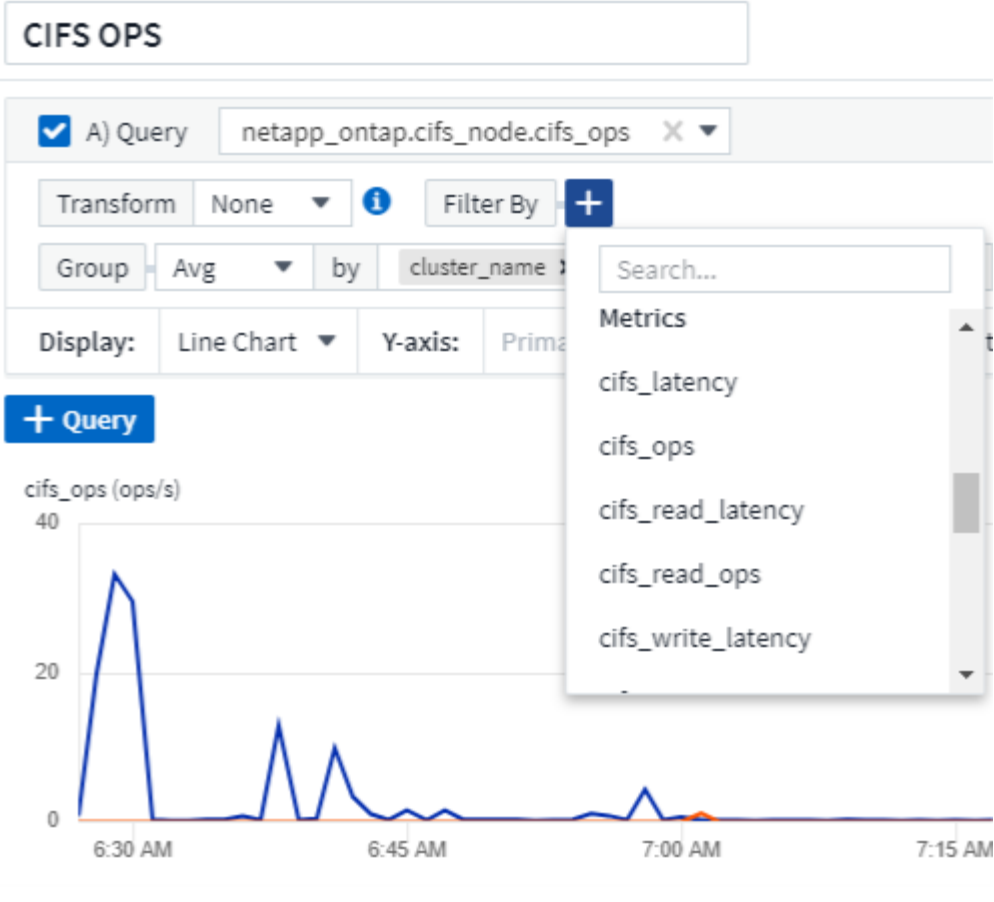 CIFS OPS
A) Query netapp_ontap.cifs_node.cifs_ops
Transform None Filter By
Group Avg by cluster_name
Search...
Metrics
Display: Line Chart Y-axis:
cifs_latency
Query
cifs_ops
cifs_read_latency
cifs_ops (ops/s)
40
cifs_read_ops
cifs_write_latency
20
0
6:30 AM 6:45 AM 7:00 AM 7:15 AM